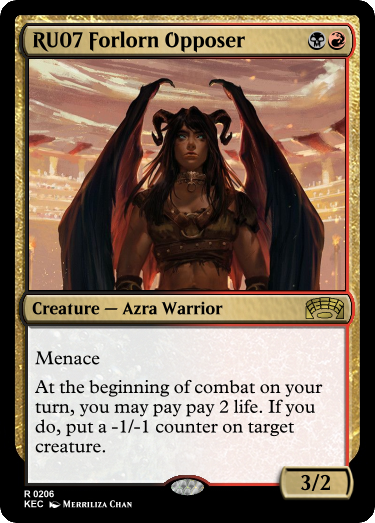 RU07 Forlorn Opposer
Creature — Azra Warrior
Menace
At the beginning of combat on your
turn, you may pay pay 2 life. If you
do, put a -1/-1 counter on target
creature.
3/2
R 0206
KEC Merriliza Chan